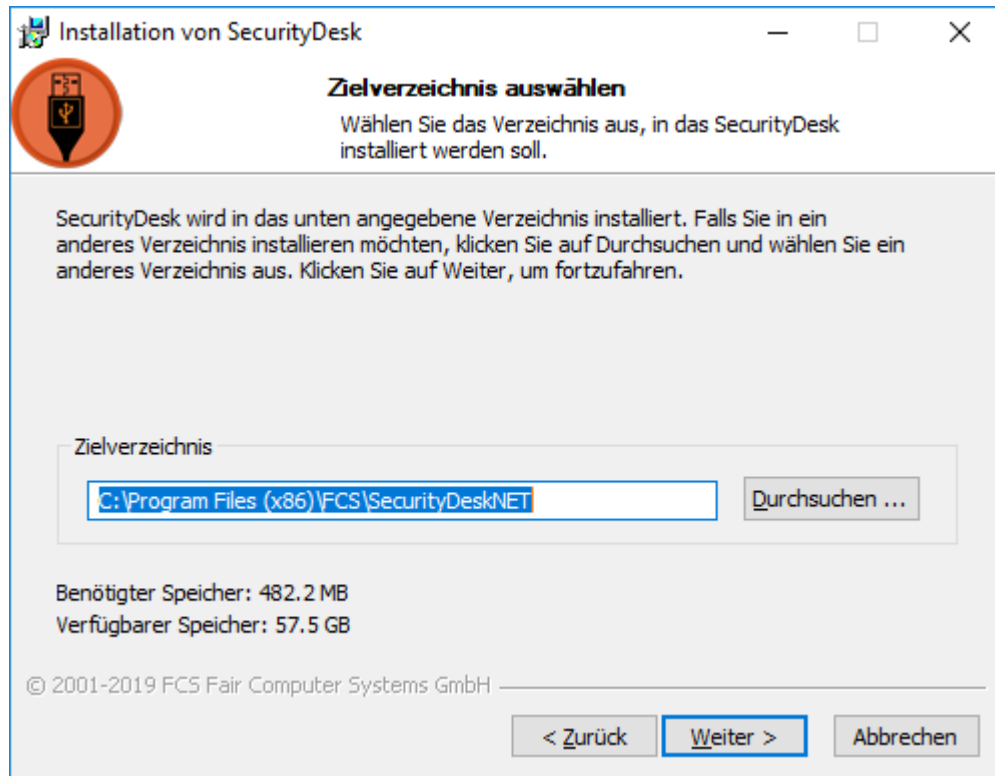 Installation von SecurityDesk
Zielverzeichnis auswählen
Wählen Sie das Verzeichnis aus, in das SecurityDesk
installiert werden soll.
SecurityDesk wird in das unten angegebene Verzeichnis installiert. Falls Sie in ein
anderes Verzeichnis installieren möchten, klicken Sie auf Durchsuchen und wählen Sie ein
anderes Verzeichnis aus. Klicken Sie auf Weiter, um fortzufahren.
Zielverzeichnis
C:\Program Files (x86)\FCS\SecurityDeskNET
Durchsuchen ...
Benötigter Speicher: 482.2 MB
Verfügbarer Speicher: 57.5 GB
© 2001-2019 FCS Fair Computer Systems GmbH
< Zurück
Weiter >
Abbrechen